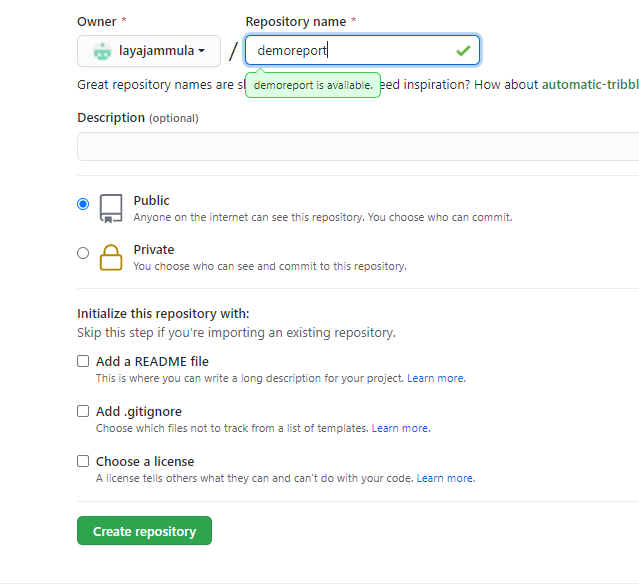 Owner * Repository name *
layajammula / demoreport
Great repository names are sl eed inspiration? How about automatic-tribbl
demoreport is available.
Description (optional)
Public
Anyone on the internet can see this repository. You choose who can commit.
Private
You choose who can see and commit to this repository.
Initialize this repository with:
Skip this step if you're importing an existing repository.
Add a README file
This is where you can write a long description for your project. Learn more.
Add .gitignore
Choose which files not to track from a list of templates. Learn more.
Choose a license
A license tells others what they can and can't do with your code. Learn more.
Create repository